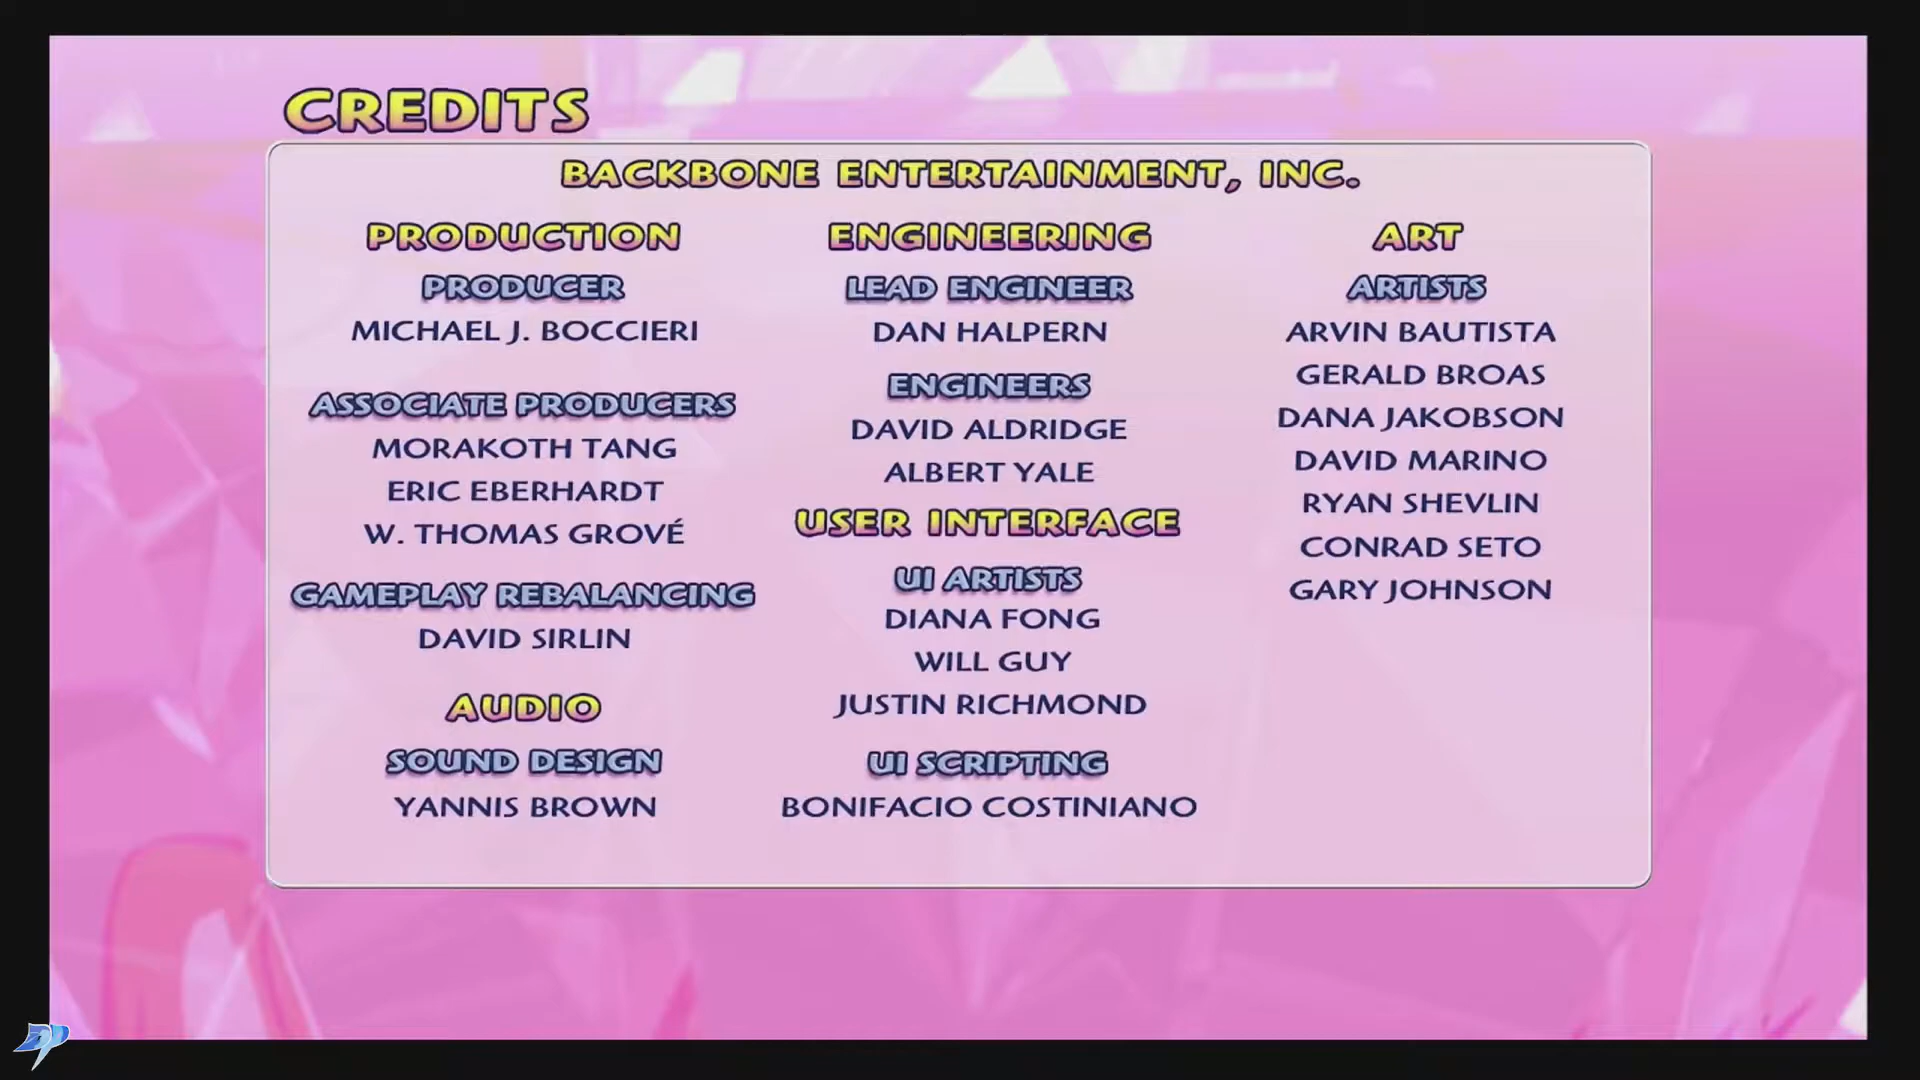 CREDITS
BACKBONE ENTERTAINMENT, INC.
PRODUCTION
PRODUCER
MICHAEL J. BOCCIERI
ASSOCIATE PRODUCERS
MORAKOTH TANG
ERIC EBERHARDT
W. THOMAS GROVÉ
GAMEPLAY REBALANCING
DAVID SIRLIN
AUDIO
SOUND DESIGN
YANNIS BROWN
ENGINEERING
LEAD ENGINEER
DAN HALPERN
ENGINEERS
DAVID ALDRIDGE
ALBERT YALE
USER INTERFACE
UI ARTISTS
DIANA FONG
WILL GUY
JUSTIN RICHMOND
UI SCRIPTING
BONIFACIO COSTINIANO
ART
ARTISTS
ARVIN BAUTISTA
GERALD BROAS
DANA JAKOBSON
DAVID MARINO
RYAN SHEVLIN
CONRAD SETO
GARY JOHNSON